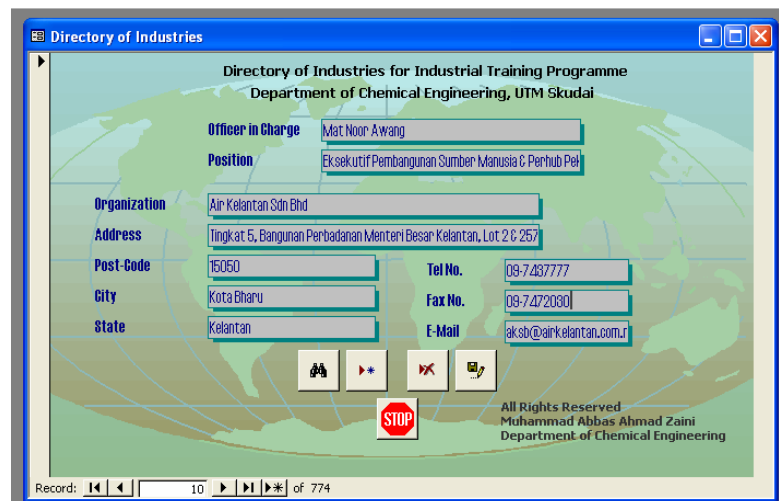 Directory of Industries
Directory of Industries for Industrial Training Programme
Department of Chemical Engineering, UTM Skudai
Officer in Charge Mat Noor Awang
Position Eksekutif Pembangunan Sumber Manusia & Perhub Pek
Organization Air Kelantan Sdn Bhd
Address Tingkat 5, Bangunan Perbadanan Menteri Besar Kelantan, Lot 2 & 257
Post-Code 15050 Tel No. 09-7437777
City Kota Bharu Fax No. 09-7472030
State Kelantan E-Mail aksb@airkelantan.com.r
STOP
All Rights Reserved
Muhammad Abbas Ahmad Zaini
Department of Chemical Engineering
Record: 10 of 774